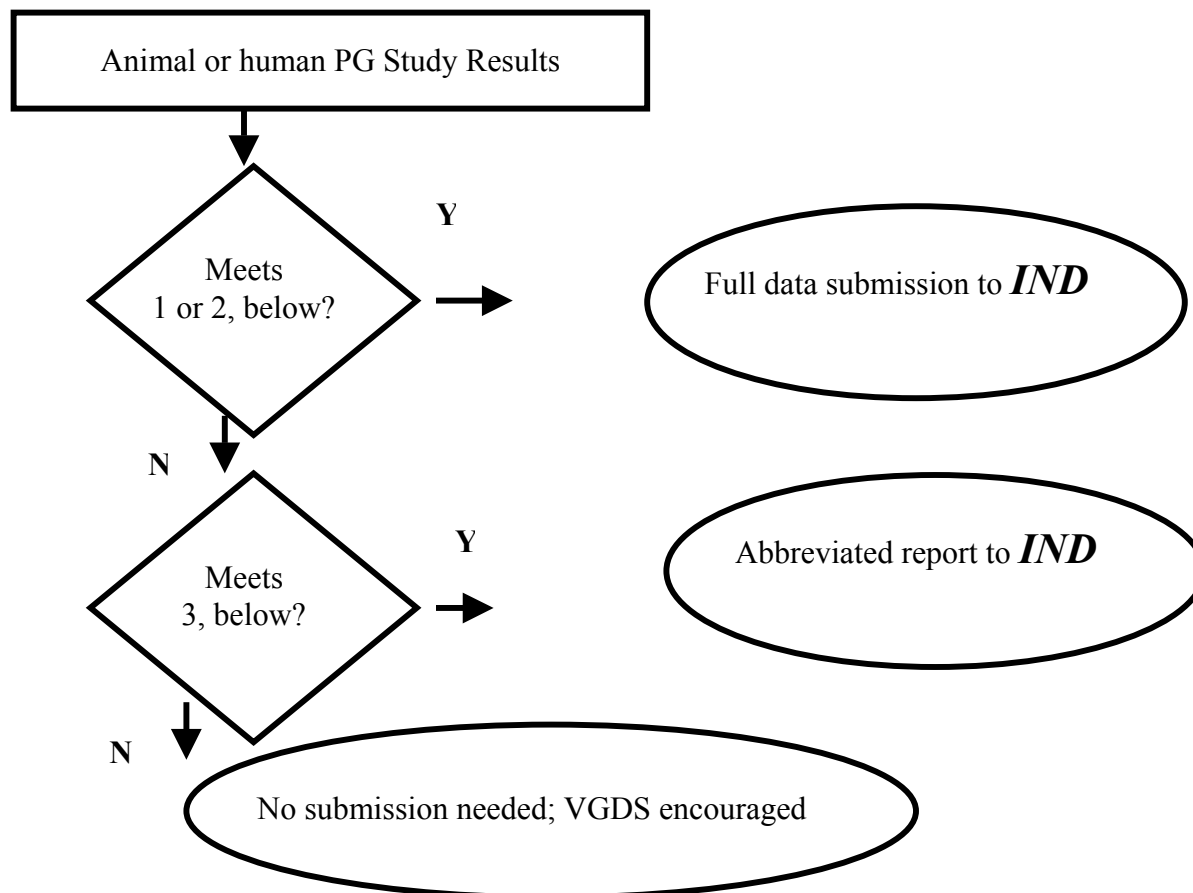 Animal or human PG Study Results
Y
Meets
1 or 2, below?
Full data submission to IND
N
Y
Meets
3, below?
Abbreviated report to IND
N
No submission needed; VGDS encouraged